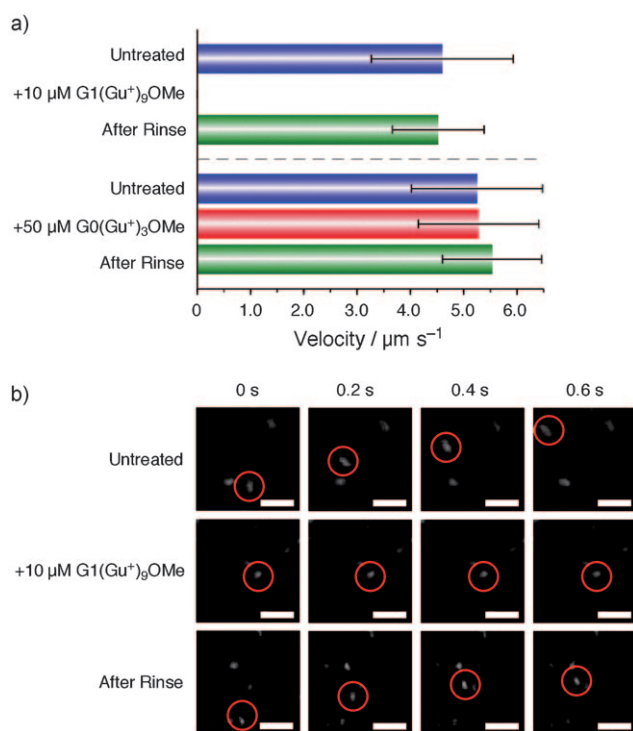 a)
Untreated
+10 µM G1(Gu⁺)₉OMe
After Rinse
Untreated
+50 µM G0(Gu⁺)₃OMe
After Rinse
0 1.0 2.0 3.0 4.0 5.0 6.0
Velocity / µm s⁻¹
b)
0 s 0.2 s 0.4 s 0.6 s
Untreated
+10 µM G1(Gu⁺)₉OMe
After Rinse